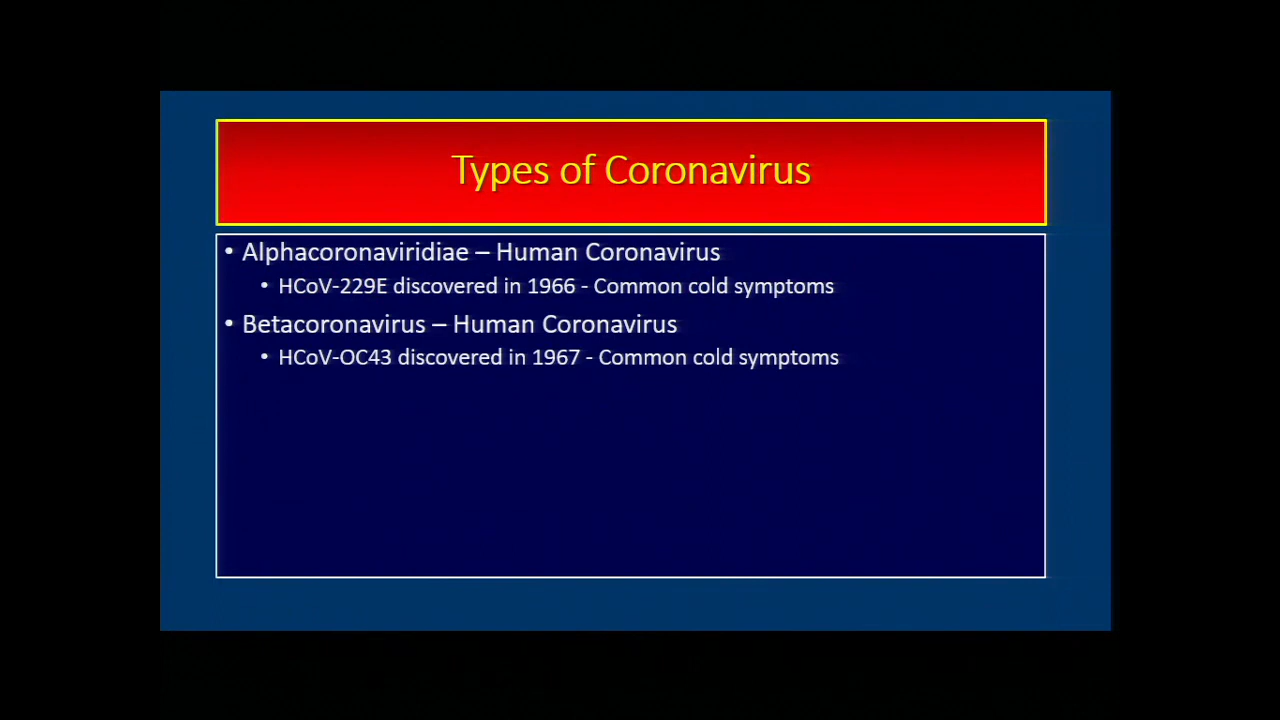 Types of Coronavirus
• Alphacoronaviridiae – Human Coronavirus
• HCoV-229E discovered in 1966 - Common cold symptoms
• Betacoronavirus – Human Coronavirus
• HCoV-OC43 discovered in 1967 - Common cold symptoms